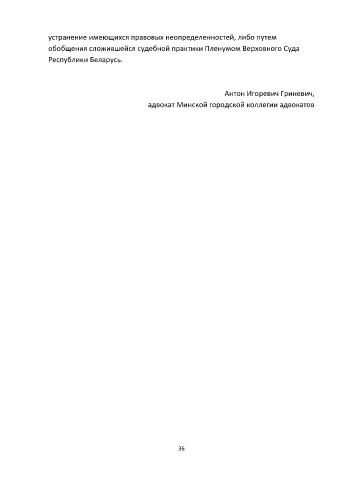 устранение имеющихся правовых неопределенностей, либо путем
обобщения сложившейся судебной практики Пленумом Верховного Суда
Республики Беларусь.
Антон Игоревич Гриневич,
адвокат Минской городской коллегии адвокатов
36